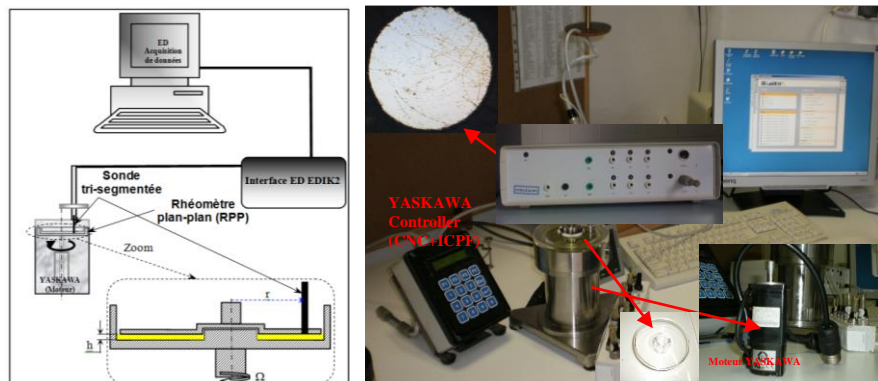 ED
Acquisition
de données
Interface ED EDIK2
Sonde
tri-segmentée
Rhéomètre
plan-plan (RPP)
YASKAWA
(Moteur)
Zoom
r
h
Ω
YASKAWA
Controller
(CNC+ICPF)
Moteur YASKAWA